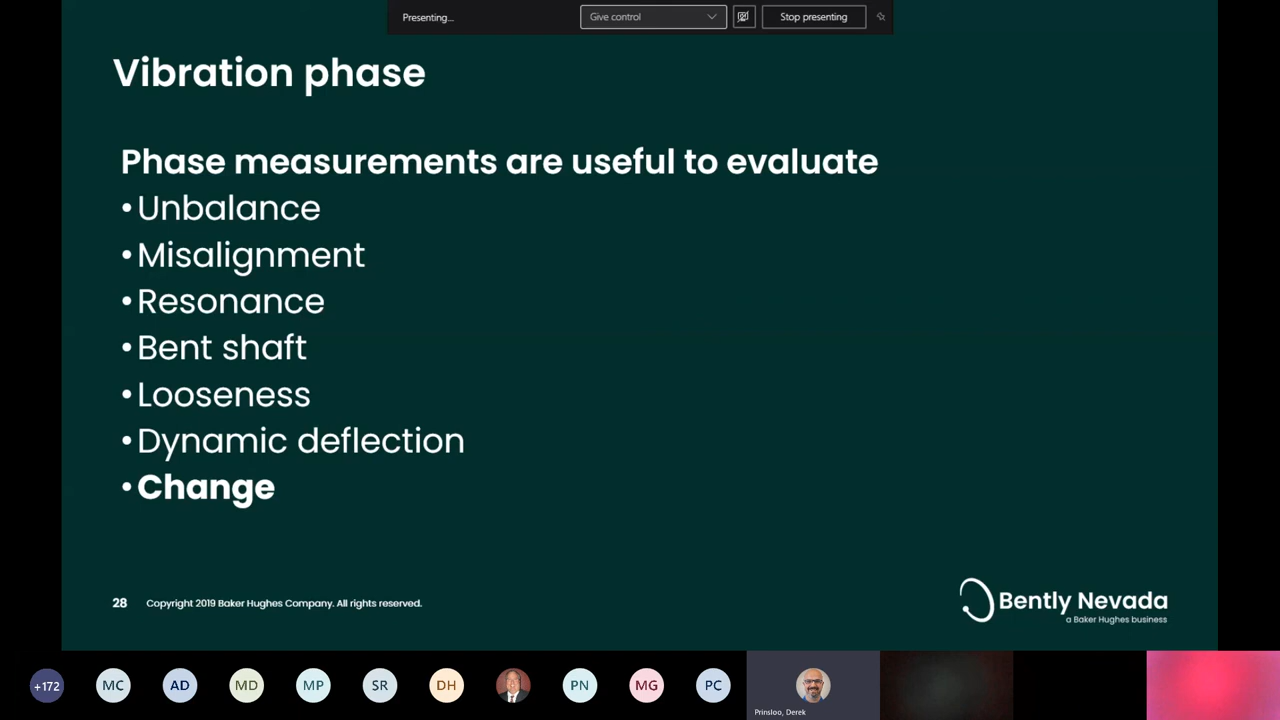 Presenting...
Give control
Stop presenting
Vibration phase
Phase measurements are useful to evaluate
•Unbalance
•Misalignment
•Resonance
•Bent shaft
•Looseness
•Dynamic deflection
•Change
28 Copyright 2019 Baker Hughes Company. All rights reserved.
Bently Nevada
a Baker Hughes business
+172 MC AD MD MP SR DH PN MG PC
Prinsloo, Derek